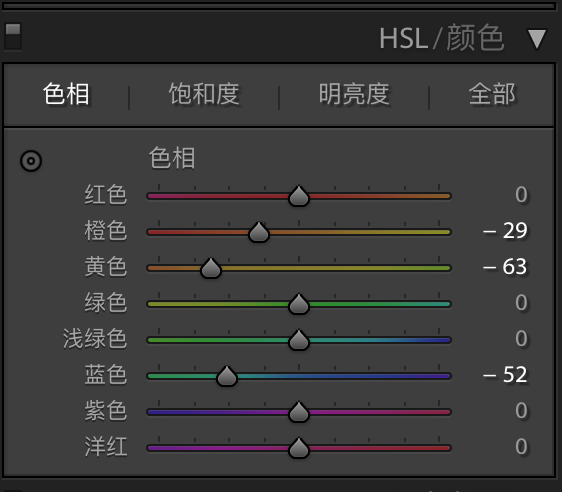 HSL / 颜色
色相 饱和度 明亮度 全部
色相
红色 0
橙色 – 29
黄色 – 63
绿色 0
浅绿色 0
蓝色 – 52
紫色 0
洋红 0